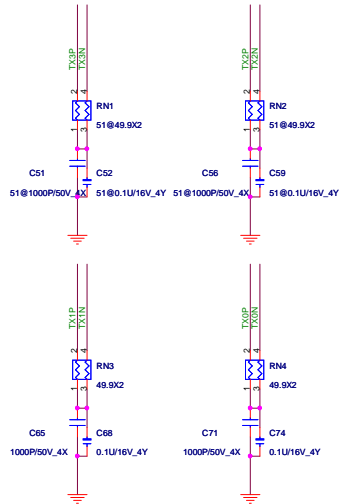 TX3P
TX3N
2 4
RN1
51@49.9X2
1 3
C51
C52
51@1000P/50V_4X
51@0.1U/16V_4Y
TX2P
TX2N
2 4
RN2
51@49.9X2
1 3
C56
C59
51@1000P/50V_4X
51@0.1U/16V_4Y
TX1P
TX1N
2 4
RN3
49.9X2
1 3
C65
C68
1000P/50V_4X
0.1U/16V_4Y
TX0P
TX0N
2 4
RN4
49.9X2
1 3
C71
C74
1000P/50V_4X
0.1U/16V_4Y